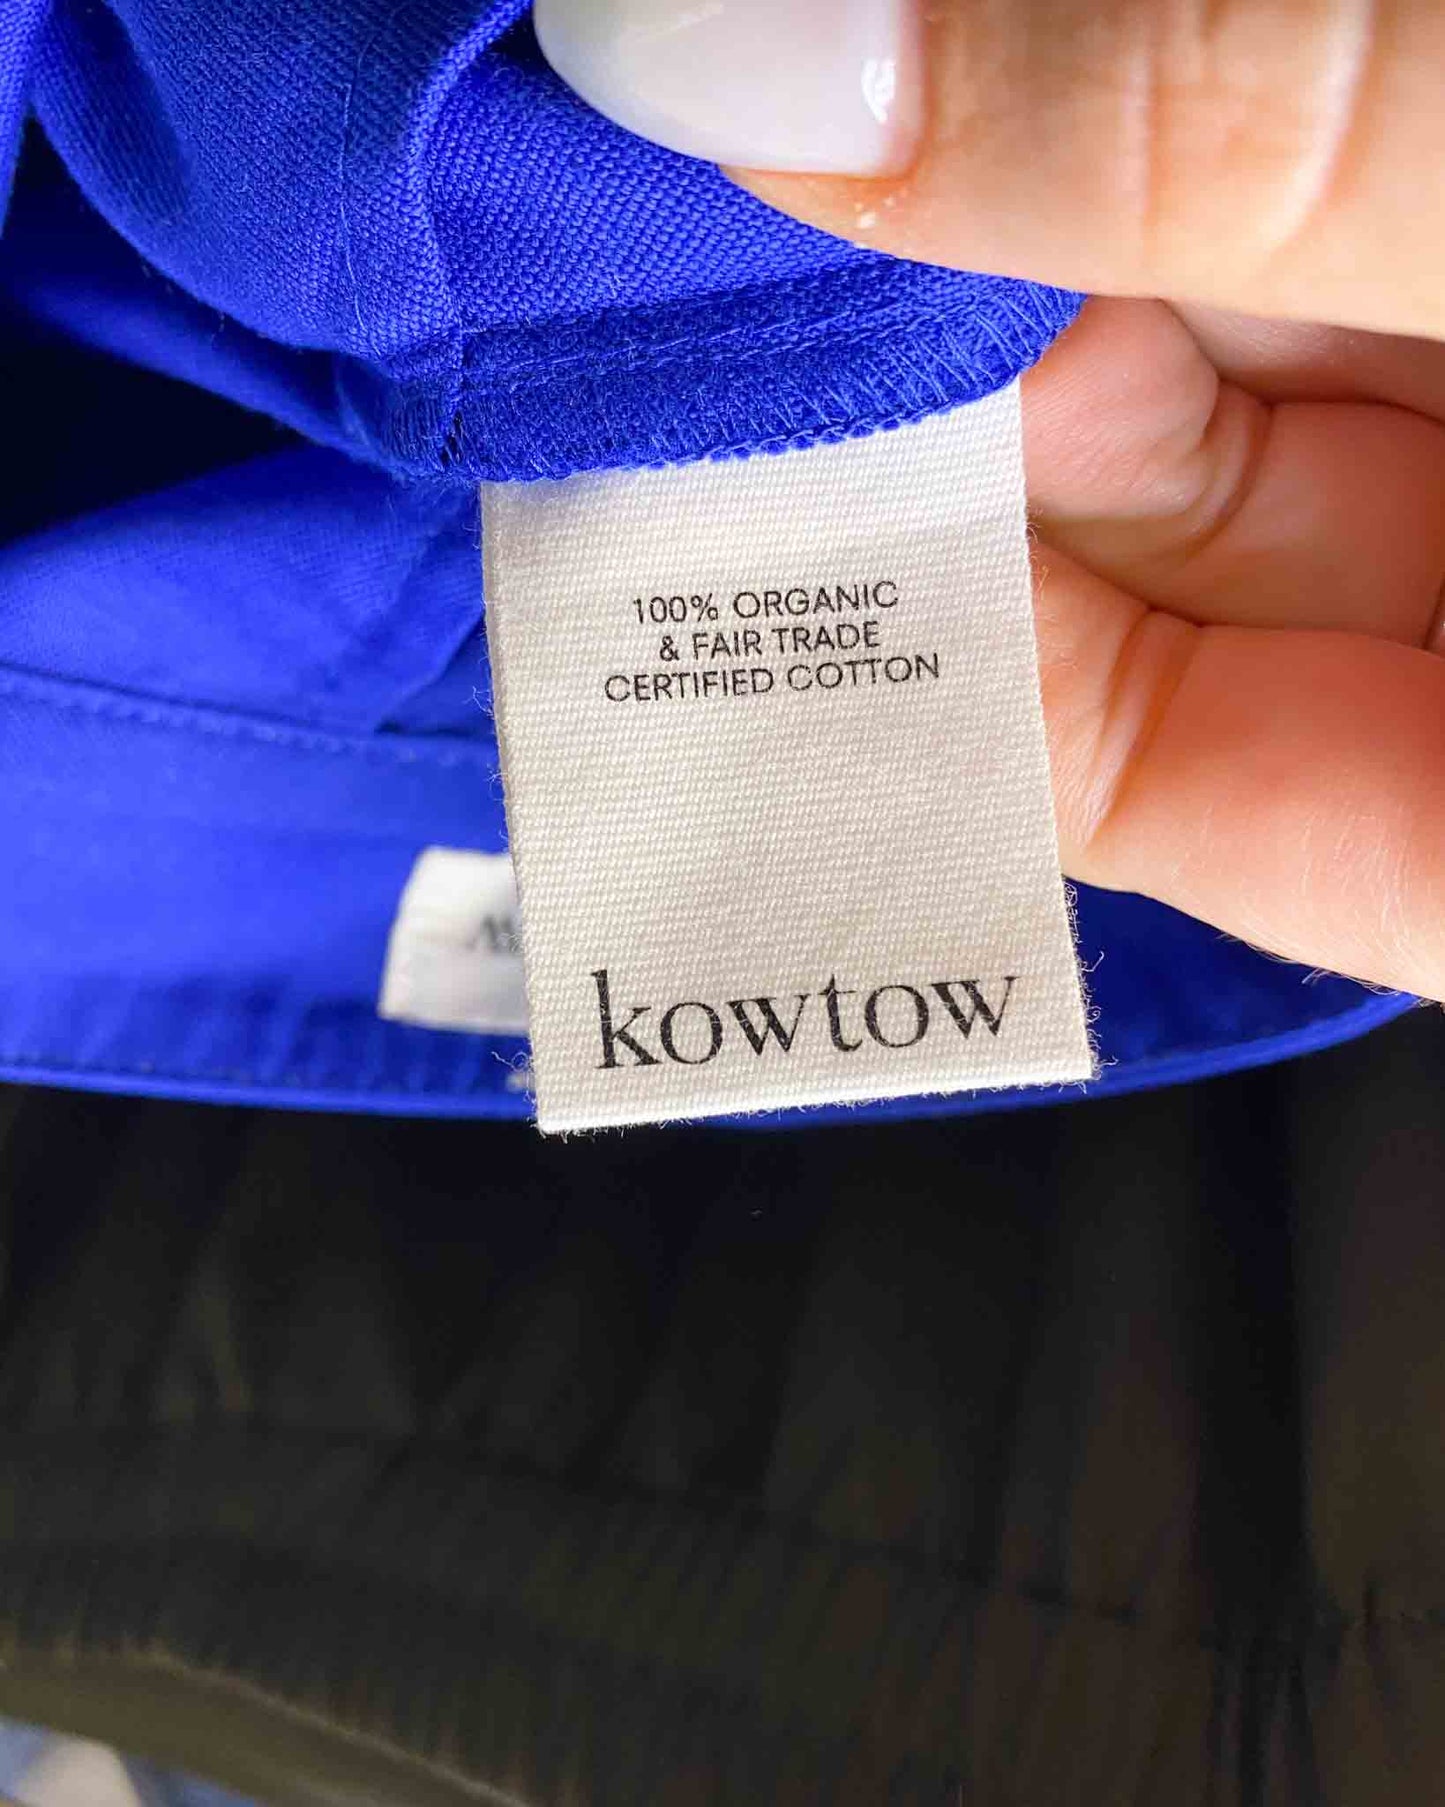 100% ORGANIC
& FAIR TRADE
CERTIFIED COTTON
kowtow